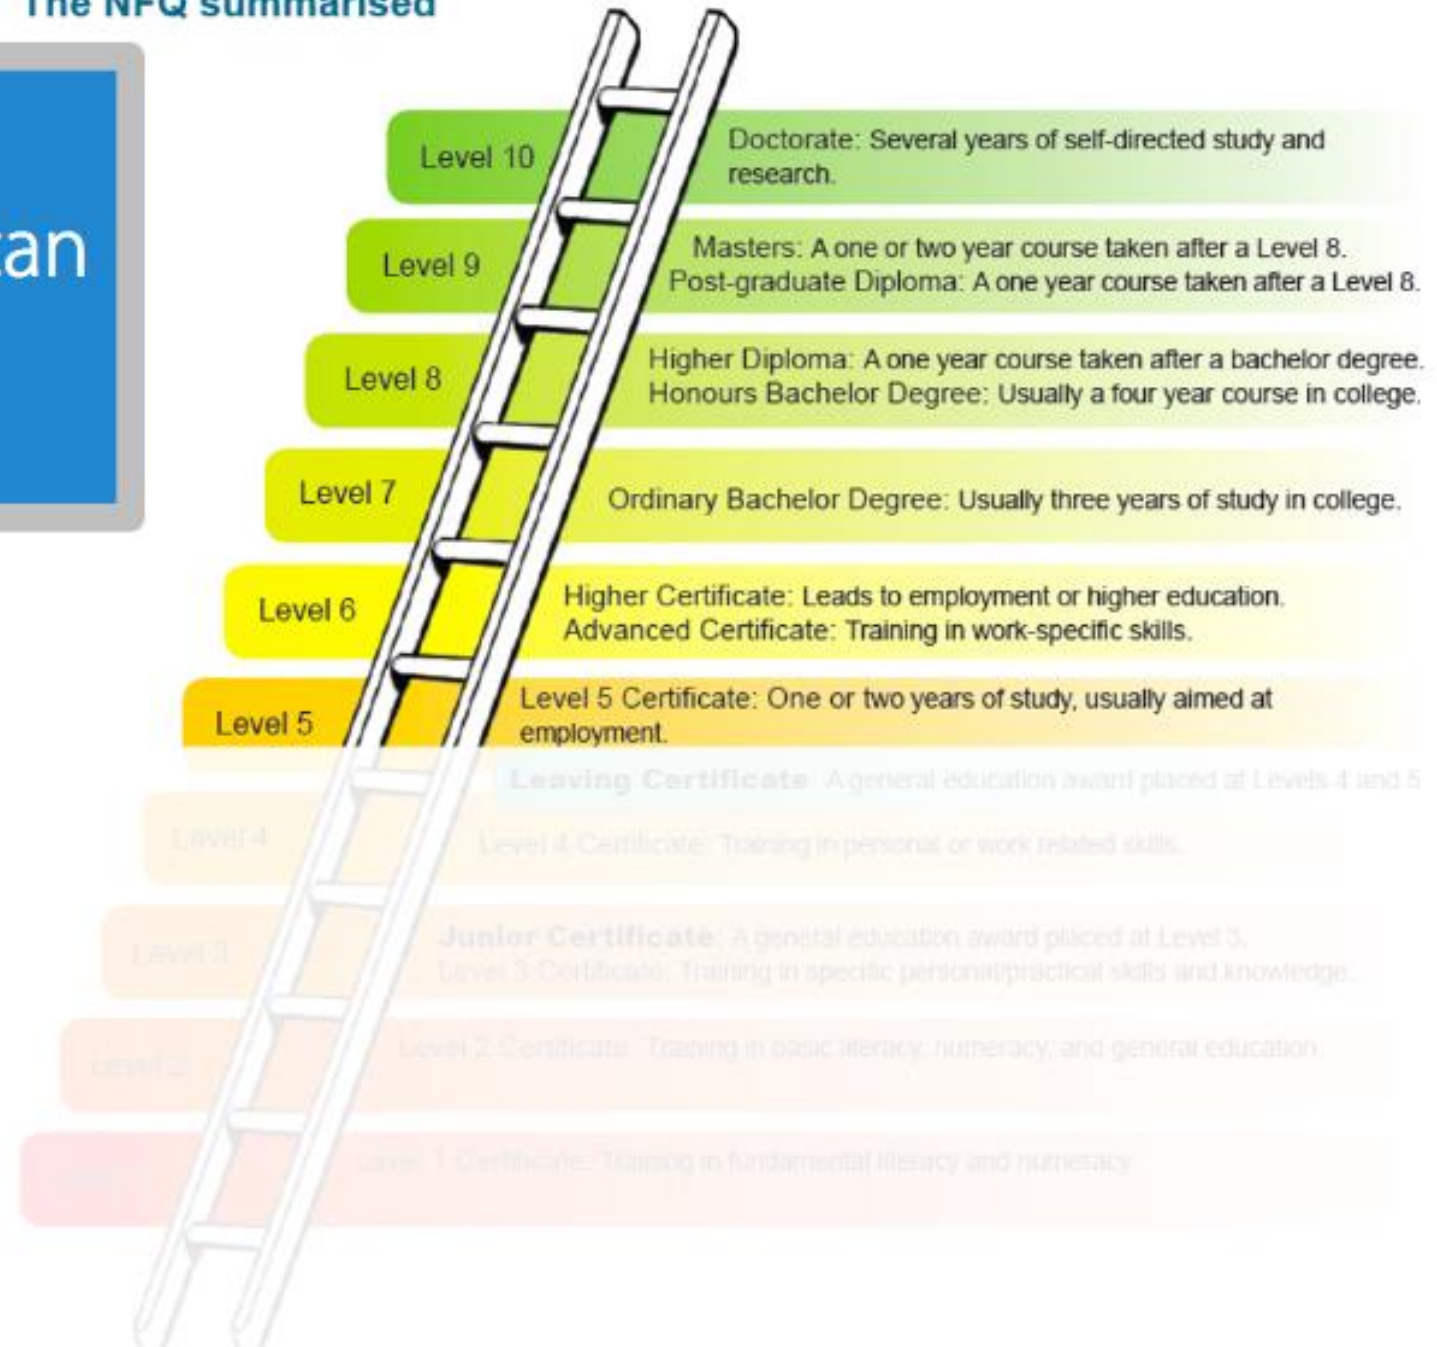 The NFQ summarised
can
Level 10
Doctorate: Several years of self-directed study and
research.
Level 9
Masters: A one or two year course taken after a Level 8.
Post-graduate Diploma: A one year course taken after a Level 8.
Level 8
Higher Diploma: A one year course taken after a bachelor degree.
Honours Bachelor Degree: Usually a four year course in college.
Level 7
Ordinary Bachelor Degree: Usually three years of study in college.
Level 6
Higher Certificate: Leads to employment or higher education.
Advanced Certificate: Training in work-specific skills.
Level 5
Level 5 Certificate: One or two years of study, usually aimed at
employment.
Leaving Certificate: A general education award placed at Levels 4 and 5
Level 4
Level 4 Certificate: Training in personal or work related skills.
Level 3
Junior Certificate: A general education award placed at Level 3.
Level 3 Certificate: Training in specific personal/practical skills and knowledge.
Level 2
Level 2 Certificate: Training in basic literacy, numeracy, and general education.
Level 1 Certificate: Training in fundamental literacy and numeracy.